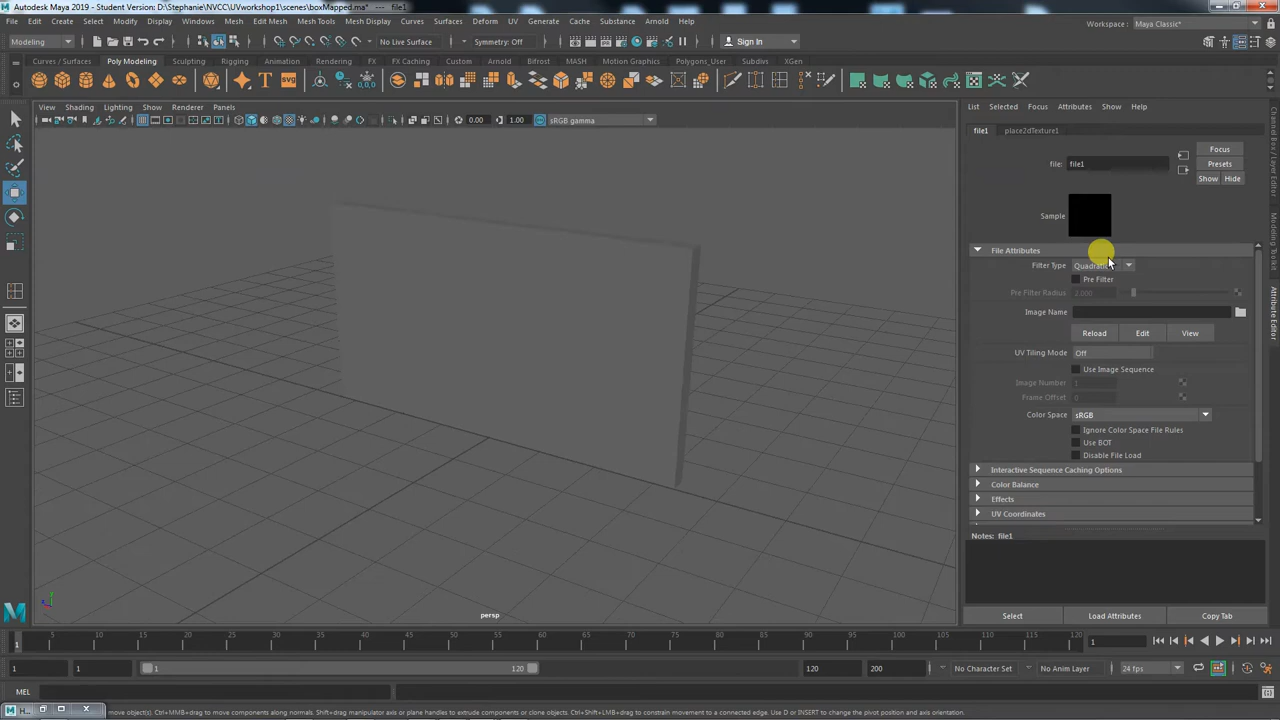 Autodesk Maya 2019 - Student Version: D:\Stephanie\NVCC\UVworkshop1\scenes\boxMapped.ma* --- file1
File Edit Create Select Modify Display Windows Mesh Edit Mesh Mesh Tools Mesh Display Curves Surfaces Deform UV Generate Cache Substance Arnold Help
Workspace : Maya Classic*
Modeling No Live Surface Symmetry: Off Sign In
Curves / Surfaces Poly Modeling Sculpting Rigging Animation Rendering FX FX Caching Custom Arnold Bifrost MASH Motion Graphics Polygons_User Subdivs XGen
View Shading Lighting Show Renderer Panels
0.00 1.00 sRGB gamma
List Selected Focus Attributes Show Help
file1 place2dTexture1
Focus
file: file1
Presets
Show Hide
Sample
File Attributes
Filter Type
Pre Filter
Pre Filter Radius 2.000
Image Name
Reload Edit View
UV Tiling Mode Off
Use Image Sequence
Image Number 1
Frame Offset 0
Color Space sRGB
Ignore Color Space File Rules
Use BOT
Disable File Load
Interactive Sequence Caching Options
Color Balance
Effects
UV Coordinates
Notes: file1
Select Load Attributes Copy Tab
Channel Box / Layer Editor
Modeling Toolkit
Attribute Editor
persp
1 5 10 15 20 25 30 35 40 45 50 55 60 65 70 75 80 85 90 95 100 105 110 115 120 1
1 1 1 120 120 200 No Character Set No Anim Layer 24 fps
MEL
move object(s). Ctrl+MMB+drag to move components along normals. Shift+drag manipulator axis or plane handles to extrude components or clone objects. Ctrl+Shift+LMB+drag to constrain movement to a connected edge. Use D or INSERT to change the pivot position and axis orientation.